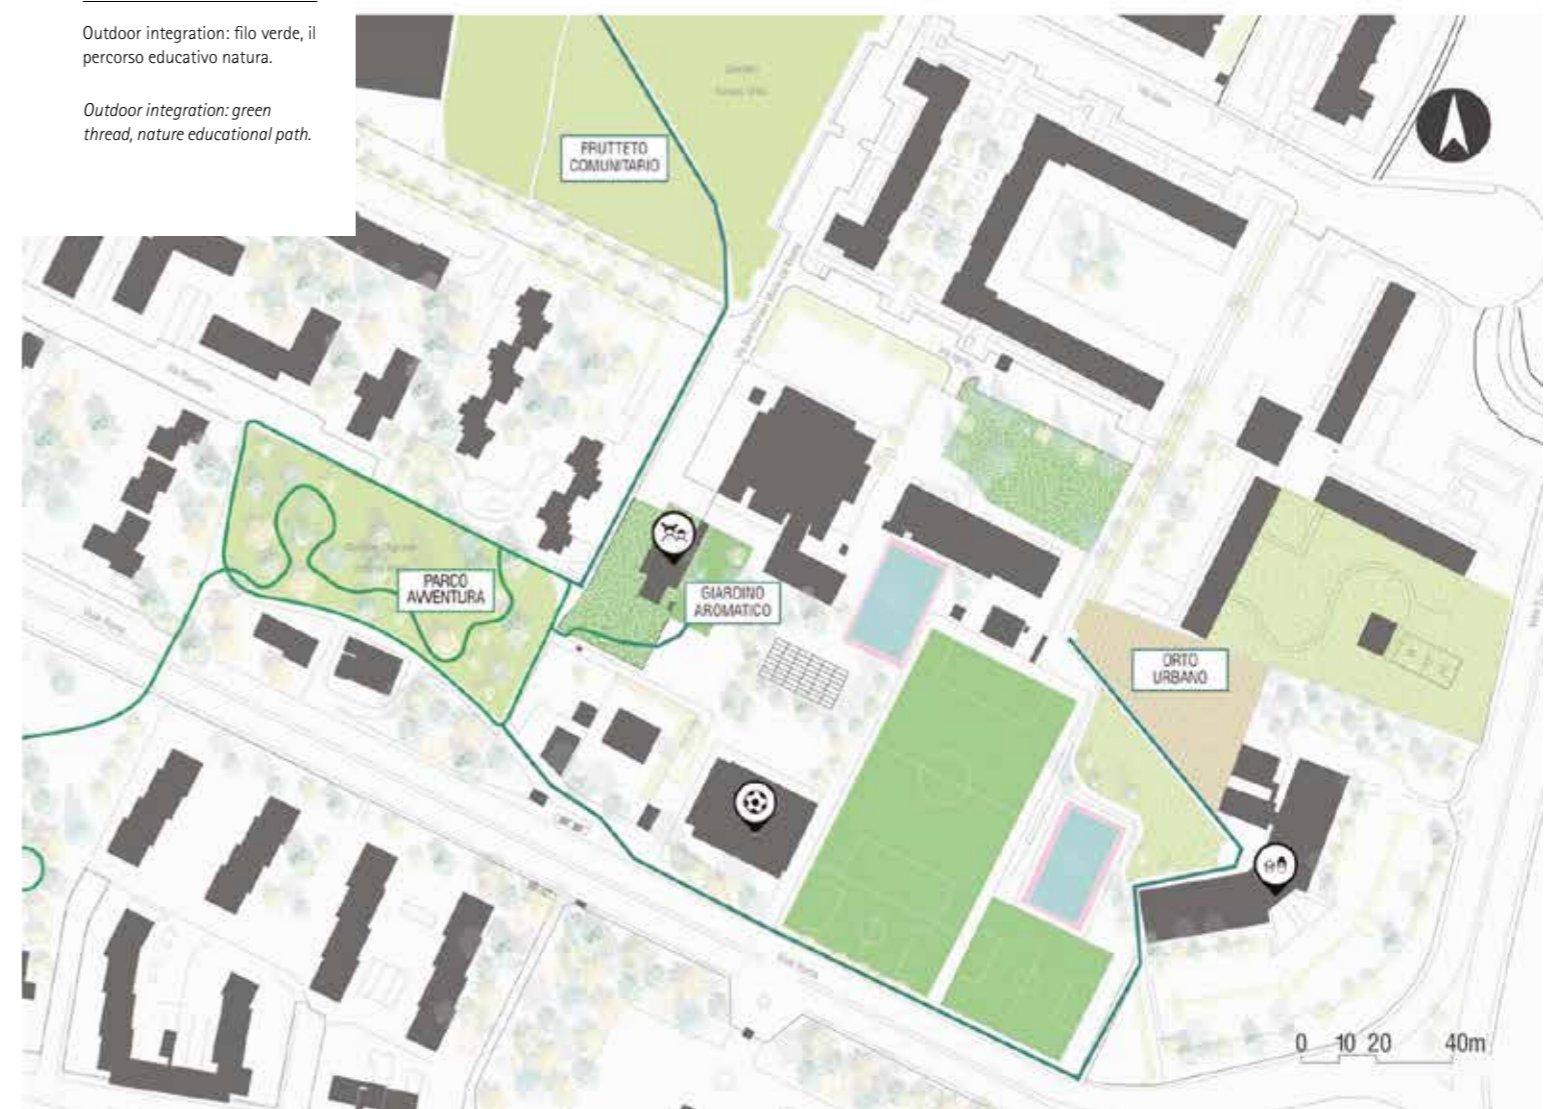 Outdoor integration: filo verde, il
percorso educativo natura.
Outdoor integration: green
thread, nature educational path.
FRUTTETO
COMUNITARIO
PARCO
AVVENTURA
GIARDINO
AROMATICO
ORTO
URBANO
0 10 20 40m